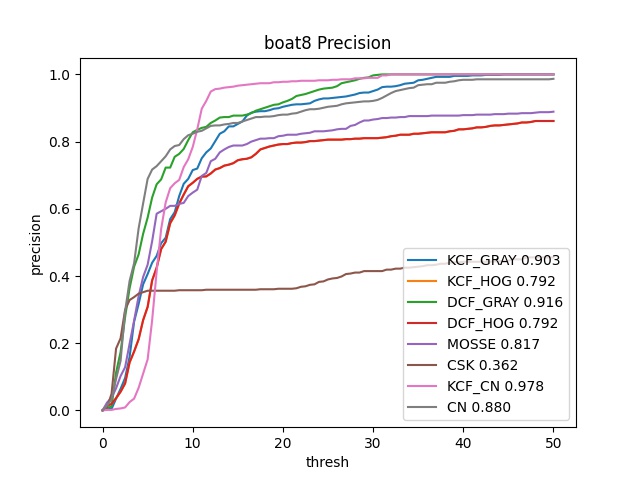 boat8 Precision
1.0
0.8
0.6
0.4
0.2
0.0
precision
0 10 20 30 40 50
thresh
KCF_GRAY 0.903
KCF_HOG 0.792
DCF_GRAY 0.916
DCF_HOG 0.792
MOSSE 0.817
CSK 0.362
KCF_CN 0.978
CN 0.880